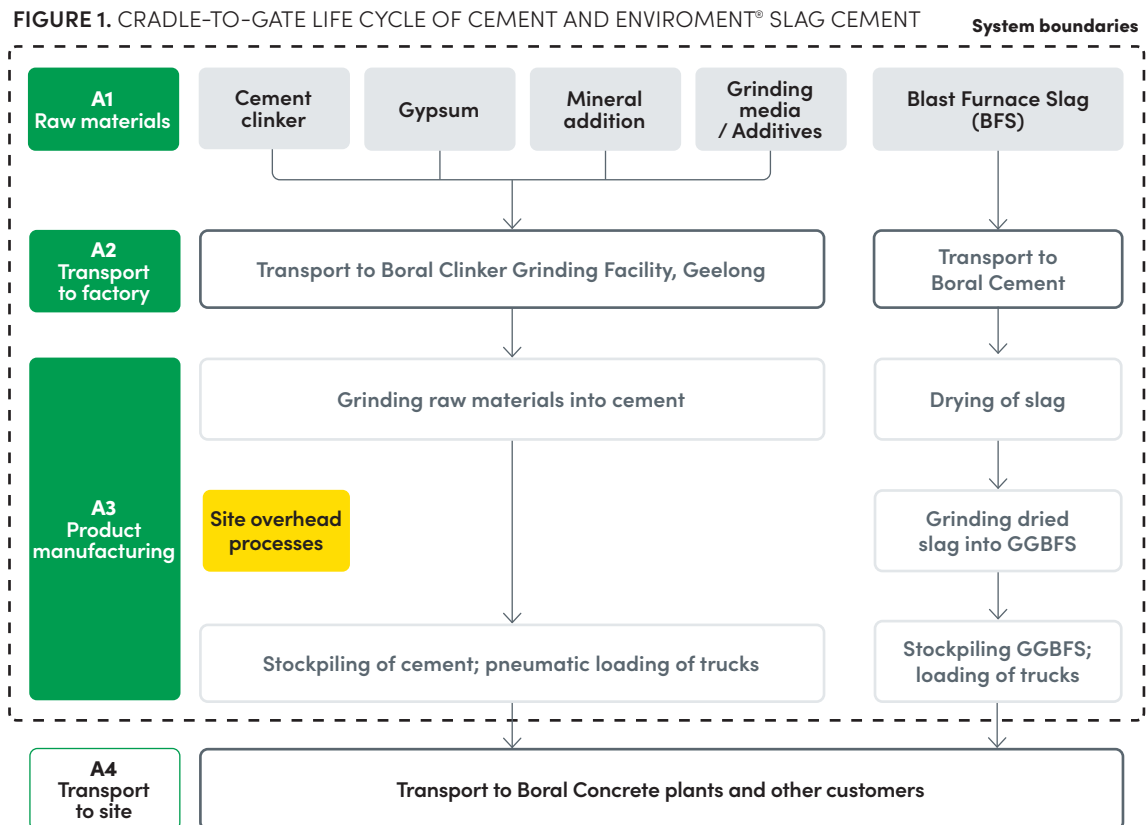 FIGURE 1. CRADLE-TO-GATE LIFE CYCLE OF CEMENT AND ENVIROMENT® SLAG CEMENT
System boundaries
A1
Raw materials
Cement
clinker
Gypsum
Mineral
addition
Grinding
media
/ Additives
Blast Furnace Slag
(BFS)
A2
Transport
to factory
Transport to Boral Clinker Grinding Facility, Geelong
Transport to
Boral Cement
A3
Product
manufacturing
Grinding raw materials into cement
Drying of slag
Site overhead
processes
Grinding dried
slag into GGBFS
Stockpiling of cement; pneumatic loading of trucks
Stockpiling GGBFS;
loading of trucks
A4
Transport
to site
Transport to Boral Concrete plants and other customers